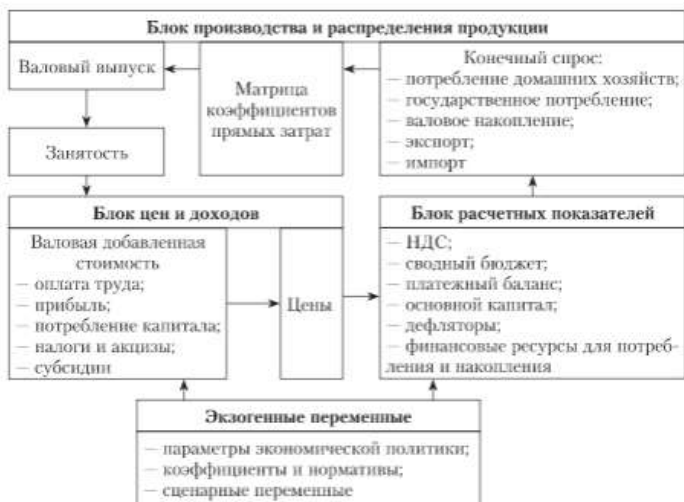 Блок производства и распределения продукции
Валовый выпуск
Занятость
Матрица
коэффициентов
прямых затрат
Конечный спрос:
— потребление домашних хозяйств;
— государственное потребление;
— валовое накопление;
— экспорт;
— импорт
Блок цен и доходов
Валовая добавленная
стоимость
— оплата труда;
— прибыль;
— потребление капитала;
— налоги и акцизы;
— субсидии
Цены
Блок расчетных показателей
— НДС;
— сводный бюджет;
— платежный баланс;
— основной капитал;
— дефляторы;
— финансовые ресурсы для потреб-
ления и накопления
Экзогенные переменные
— параметры экономической политики;
— коэффициенты и нормативы;
— сценарные переменные